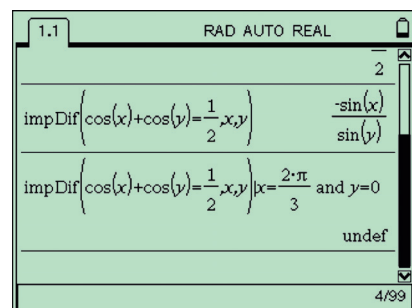 1.1 RAD AUTO REAL
2
impDif(cos(x)+cos(y)=1/2,x,y) -sin(x)/sin(y)
impDif(cos(x)+cos(y)=1/2,x,y)|x=2·π/3 and y=0
undef
4/99